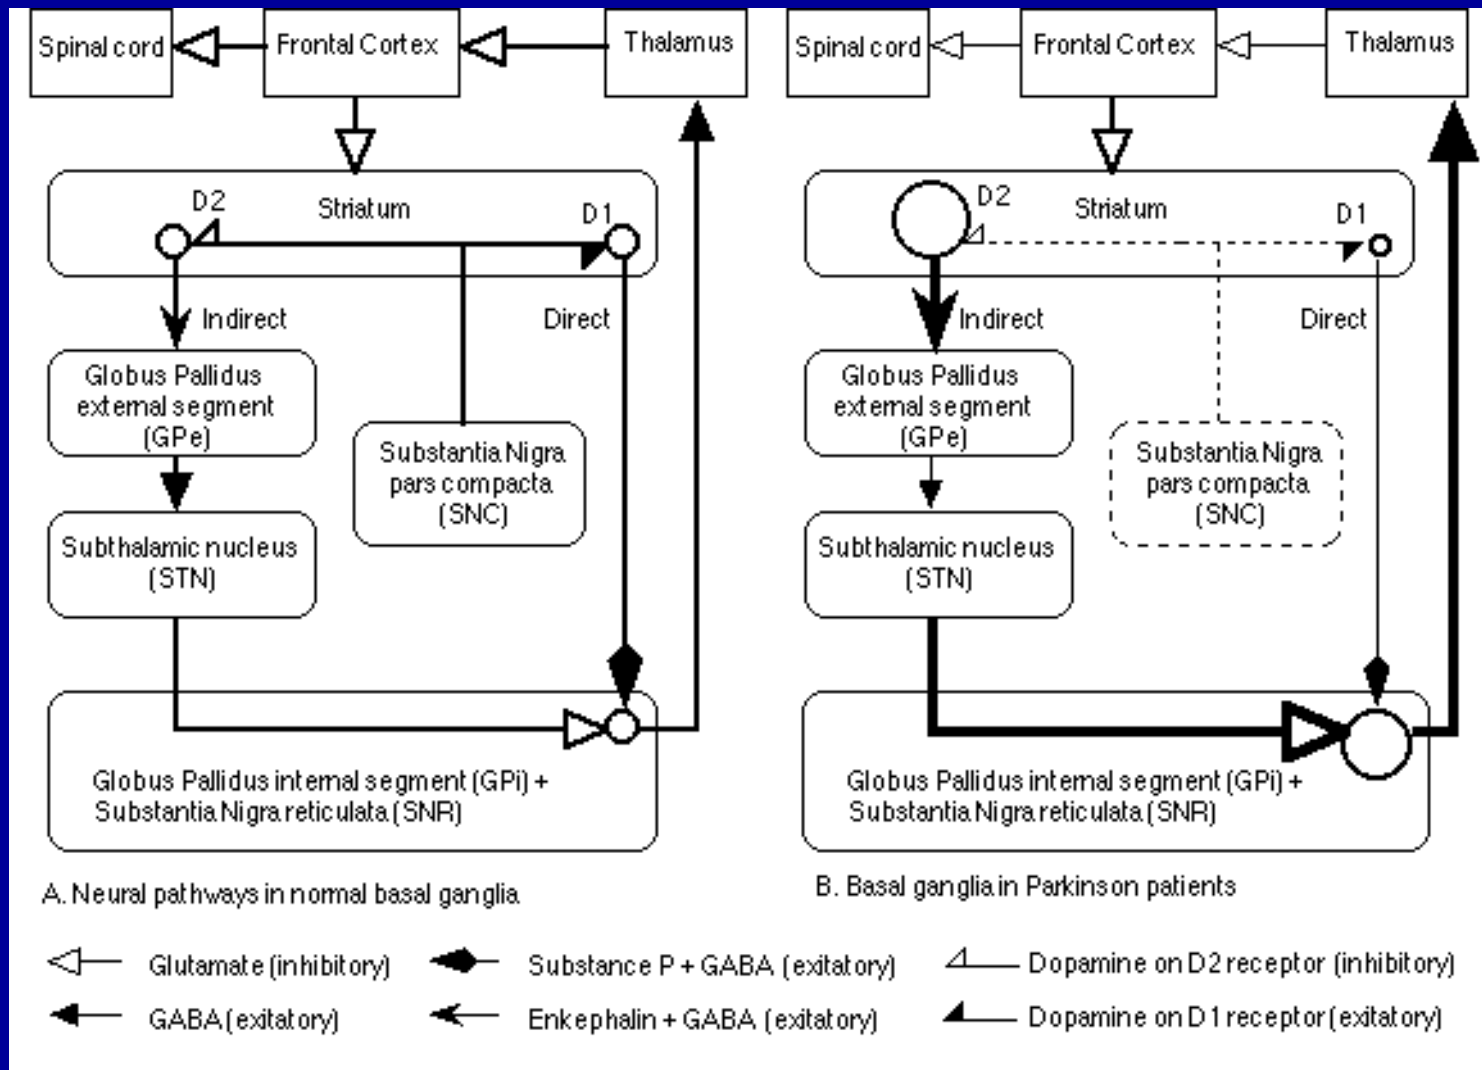 Spinal cord
Frontal Cortex
Thalamus
D2
Striatum
D1
Indirect
Direct
Globus Pallidus
external segment
(GPe)
Substantia Nigra
pars compacta
(SNC)
Subthalamic nucleus
(STN)
Globus Pallidus internal segment (GPi) +
Substantia Nigra reticulata (SNR)
A. Neural pathways in normal basal ganglia
Spinal cord
Frontal Cortex
Thalamus
D2
Striatum
D1
Indirect
Direct
Globus Pallidus
external segment
(GPe)
Substantia Nigra
pars compacta
(SNC)
Subthalamic nucleus
(STN)
Globus Pallidus internal segment (GPi) +
Substantia Nigra reticulata (SNR)
B. Basal ganglia in Parkinson patients
Glutamate (inhibitory)
Substance P + GABA (exitatory)
Dopamine on D2 receptor (inhibitory)
GABA (exitatory)
Enkephalin + GABA (exitatory)
Dopamine on D1 receptor (exitatory)